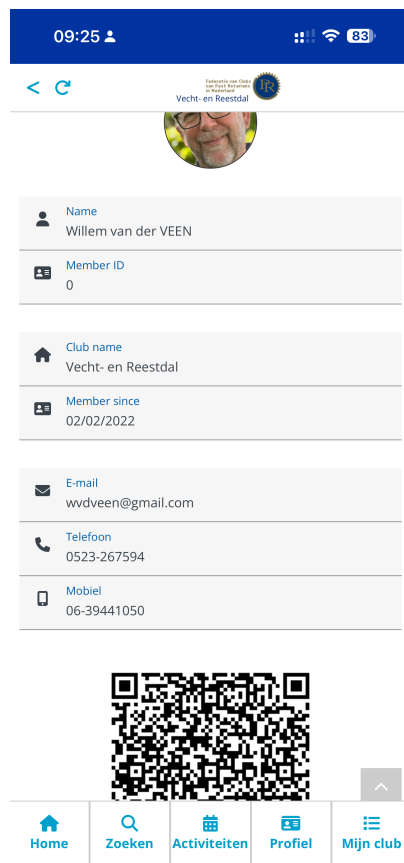 09:25
83
<
Federatie van Clubs
van Past Rotarians
in Nederland
PR
Vecht- en Reestdal
Name
Willem van der VEEN
Member ID
0
Club name
Vecht- en Reestdal
Member since
02/02/2022
E-mail
wvdveen@gmail.com
Telefoon
0523-267594
Mobiel
06-39441050
Home
Zoeken
Activiteiten
Profiel
Mijn club